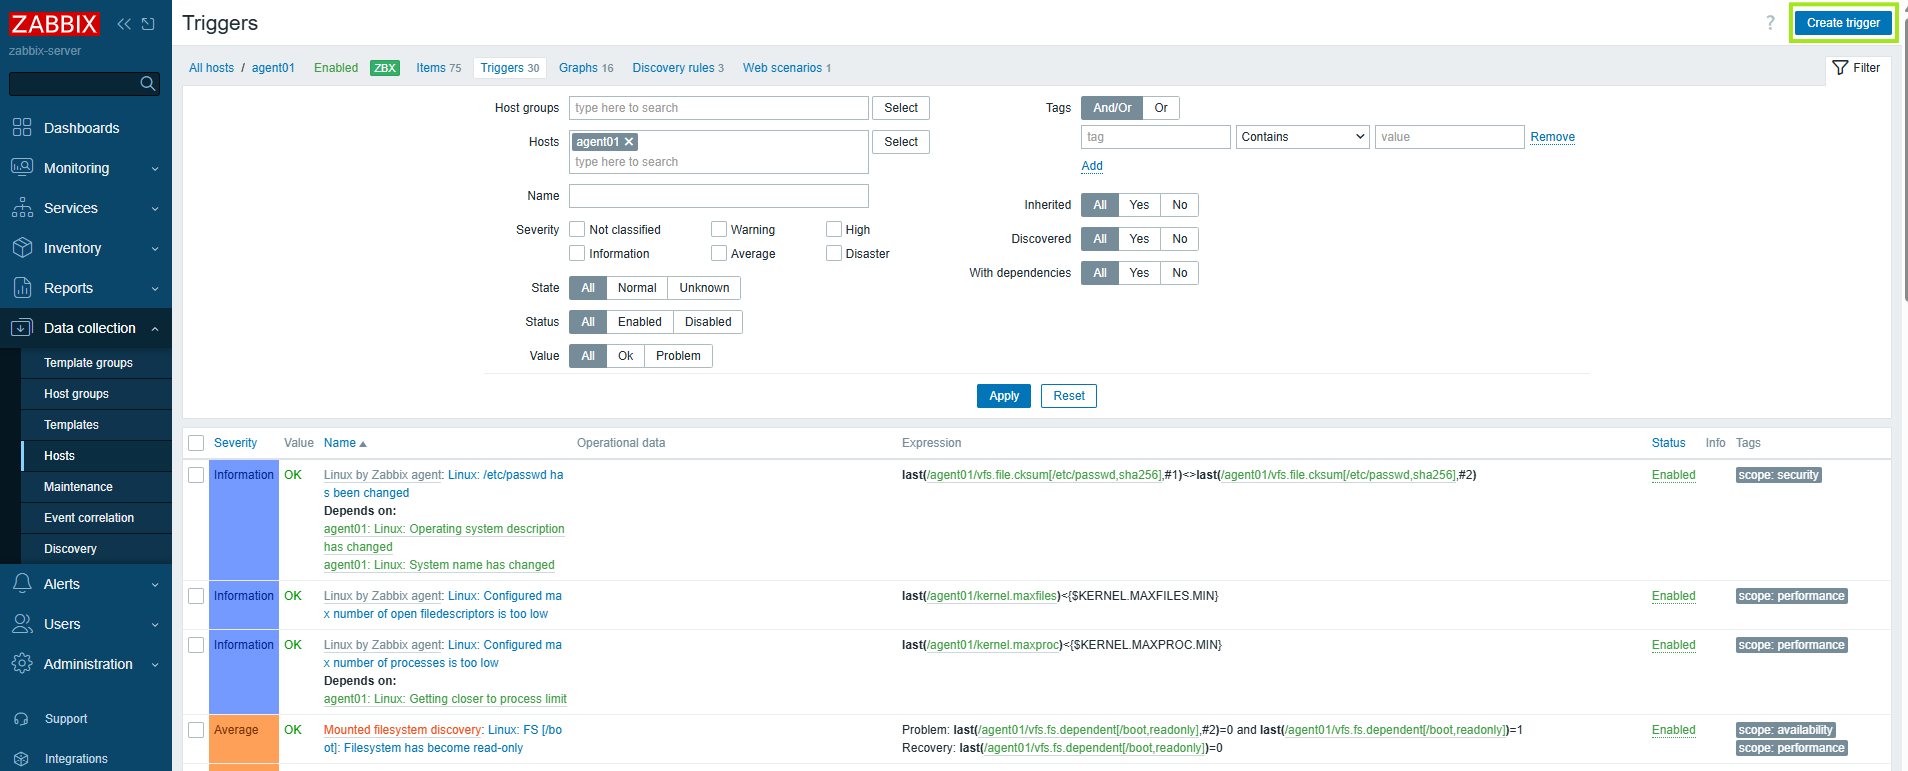 ZABBIX
zabbix-server
Dashboards
Monitoring
Services
Inventory
Reports
Data collection
Template groups
Host groups
Templates
Hosts
Maintenance
Event correlation
Discovery
Alerts
Users
Administration
Support
Integrations
Triggers
? Create trigger
All hosts / agent01 Enabled ZBX Items 75 Triggers 30 Graphs 16 Discovery rules 3 Web scenarios 1
Filter
Host groups type here to search Select
Hosts agent01 Select
type here to search
Name
Severity Not classified Warning High
Information Average Disaster
State All Normal Unknown
Status All Enabled Disabled
Value All Ok Problem
Tags And/Or Or
tag Contains value Remove
Add
Inherited All Yes No
Discovered All Yes No
With dependencies All Yes No
Apply Reset
Severity Value Name Operational data Expression Status Info Tags
Information OK Linux by Zabbix agent: Linux: /etc/passwd ha last(/agent01/vfs.file.cksum[/etc/passwd,sha256],#1)<>last(/agent01/vfs.file.cksum[/etc/passwd,sha256],#2) Enabled scope: security
s been changed
Depends on:
agent01: Linux: Operating system description
has changed
agent01: Linux: System name has changed
Information OK Linux by Zabbix agent: Linux: Configured ma last(/agent01/kernel.maxfiles)<{$KERNEL.MAXFILES.MIN} Enabled scope: performance
x number of open filedescriptors is too low
Information OK Linux by Zabbix agent: Linux: Configured ma last(/agent01/kernel.maxproc)<{$KERNEL.MAXPROC.MIN} Enabled scope: performance
x number of processes is too low
Depends on:
agent01: Linux: Getting closer to process limit
Average OK Mounted filesystem discovery: Linux: FS [/bo Problem: last(/agent01/vfs.fs.dependent[/boot,readonly],#2)=0 and last(/agent01/vfs.fs.dependent[/boot,readonly])=1 Enabled scope: availability
ot]: Filesystem has become read-only Recovery: last(/agent01/vfs.fs.dependent[/boot,readonly])=0 scope: performance